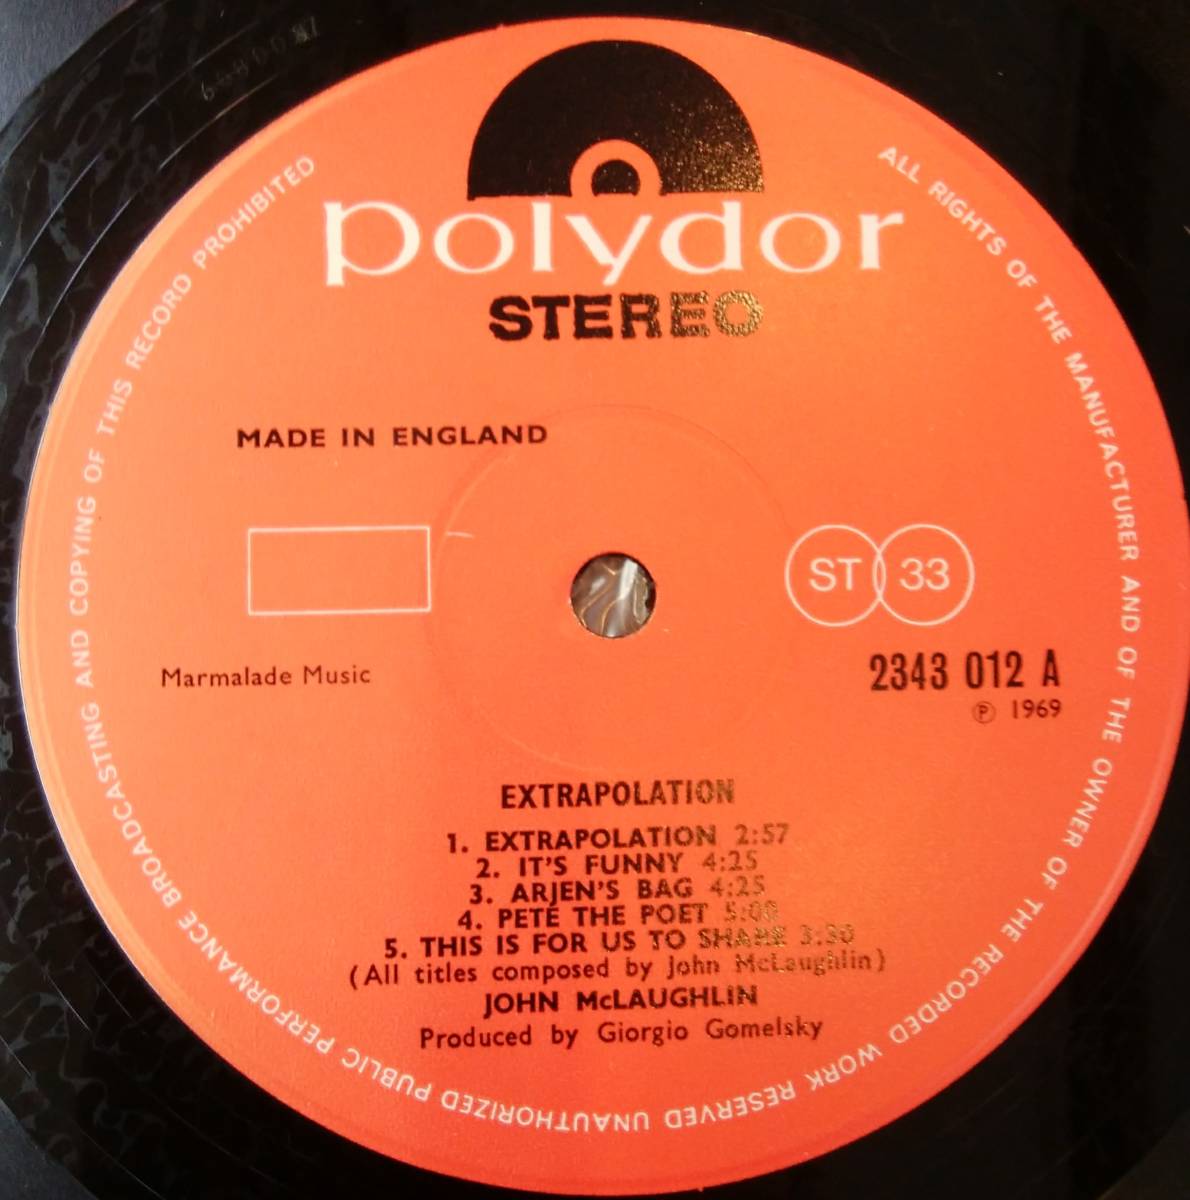 polydor
STEREO
MADE IN ENGLAND
ST 33
Marmalade Music
2343 012 A
℗ 1969
EXTRAPOLATION
1. EXTRAPOLATION 2:57
2. IT'S FUNNY 4:25
3. ARJEN'S BAG 4:25
4. PETE THE POET 5:00
5. THIS IS FOR US TO SHARE 3:30
(All titles composed by John McLaughlin)
JOHN McLAUGHLIN
Produced by Giorgio Gomelsky
ALL RIGHTS OF THE MANUFACTURER AND OF THE OWNER OF THE RECORDED WORK RESERVED UNAUTHORIZED PUBLIC PERFORMANCE BROADCASTING AND COPYING OF THIS RECORD PROHIBITED